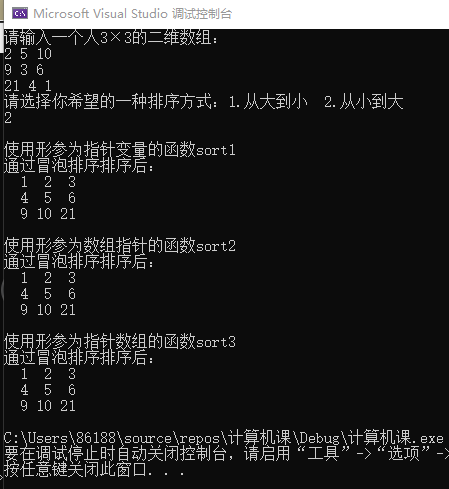 Microsoft Visual Studio 调试控制台
请输入一个人3×3的二维数组：
2 5 10
9 3 6
21 4 1
请选择你希望的一种排序方式：1.从大到小  2.从小到大
2
使用形参为指针变量的函数sort1
通过冒泡排序排序后：
1  2  3
4  5  6
9 10 21
使用形参为数组指针的函数sort2
通过冒泡排序排序后：
1  2  3
4  5  6
9 10 21
使用形参为指针数组的函数sort3
通过冒泡排序排序后：
1  2  3
4  5  6
9 10 21
C:\Users\86188\source\repos\计算机课\Debug\计算机课.exe
要在调试停止时自动关闭控制台，请启用“工具”->“选项”->
按任意键关闭此窗口. . .